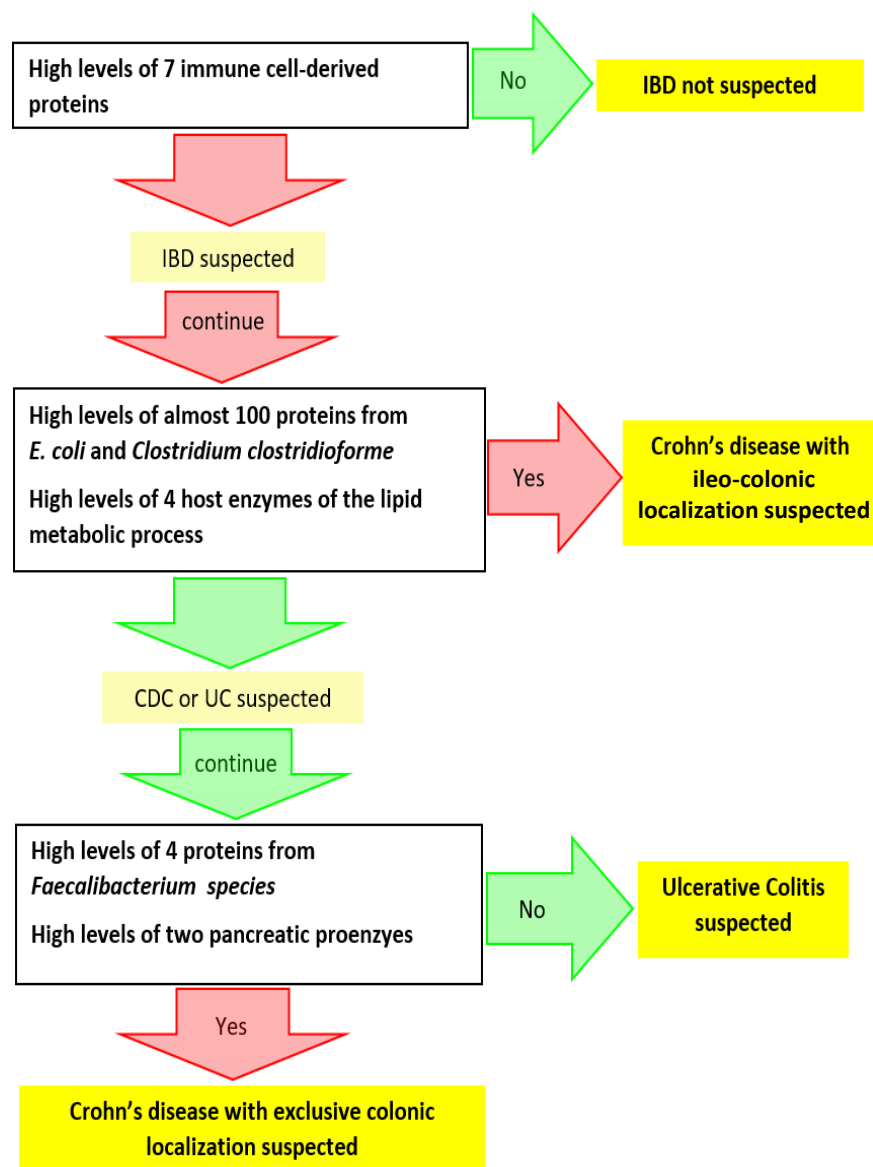 High levels of 7 immune cell-derived
proteins
No
IBD not suspected
IBD suspected
continue
High levels of almost 100 proteins from
E. coli and Clostridium clostridioforme
High levels of 4 host enzymes of the lipid
metabolic process
Yes
Crohn’s disease with
ileo-colonic
localization suspected
CDC or UC suspected
continue
High levels of 4 proteins from
Faecalibacterium species
High levels of two pancreatic proenzyes
No
Ulcerative Colitis
suspected
Yes
Crohn’s disease with exclusive colonic
localization suspected